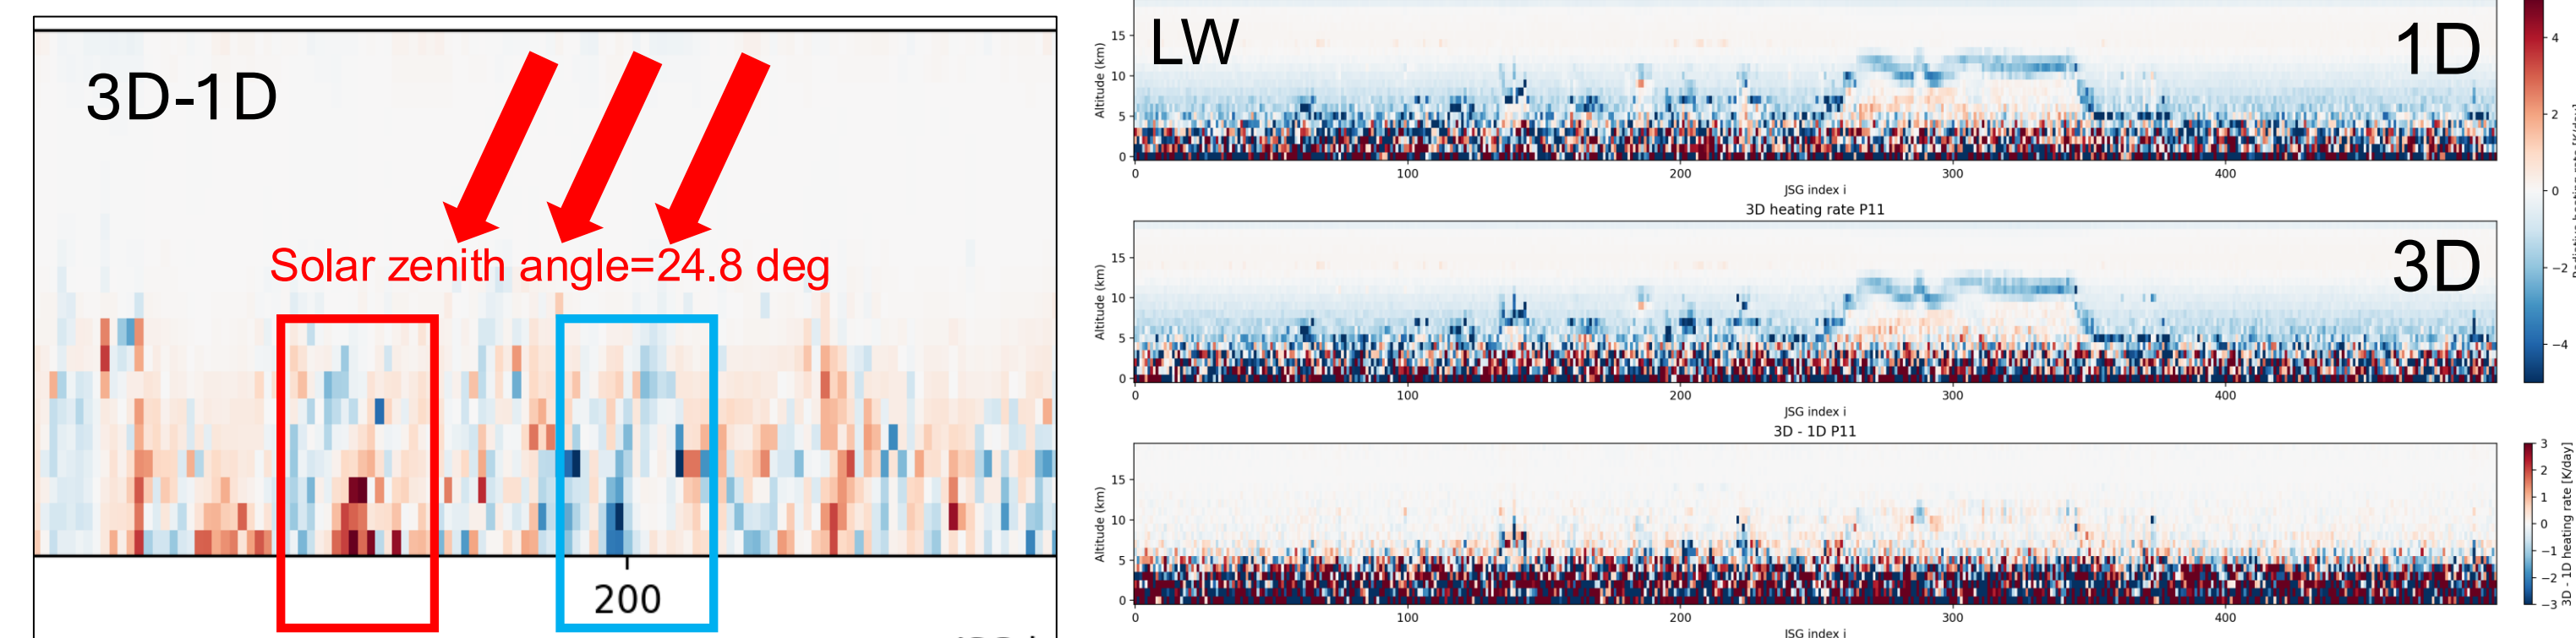 3D-1D
Solar zenith angle=24.8 deg
200
LW
1D
Altitude (km)
15
10
5
0
0
100
200
300
400
JSG index i
4
2
0
−2
−4
3D heating rate P11
3D
Altitude (km)
15
10
5
0
0
100
200
300
400
JSG index i
3D - 1D P11
Altitude (km)
15
10
5
0
0
100
200
300
400
JSG index i
3
2
1
0
−1
−2
−3
3D - 1D heating rate [K/day]